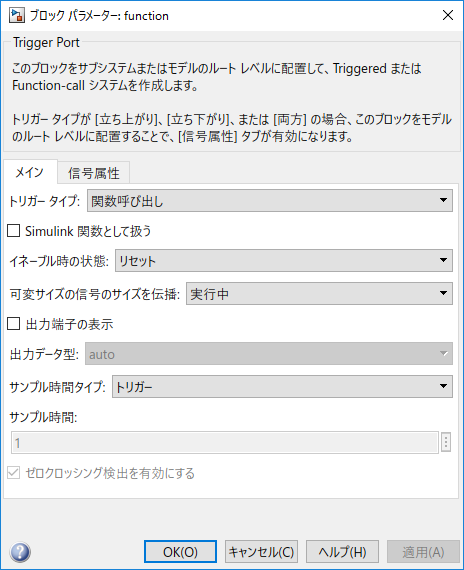 ブロック パラメーター: function
Trigger Port
このブロックをサブシステムまたはモデルのルート レベルに配置して、Triggered または
Function-call システムを作成します。
トリガー タイプが [立ち上がり]、[立ち下がり]、または [両方] の場合、このブロックをモデル
のルート レベルに配置することで、[信号属性] タブが有効になります。
メイン 信号属性
トリガー タイプ: 関数呼び出し
Simulink 関数として扱う
イネーブル時の状態: リセット
可変サイズの信号のサイズを伝播: 実行中
出力端子の表示
出力データ型: auto
サンプル時間タイプ: トリガー
サンプル時間:
1
ゼロクロッシング検出を有効にする
OK(O) キャンセル(C) ヘルプ(H) 適用(A)